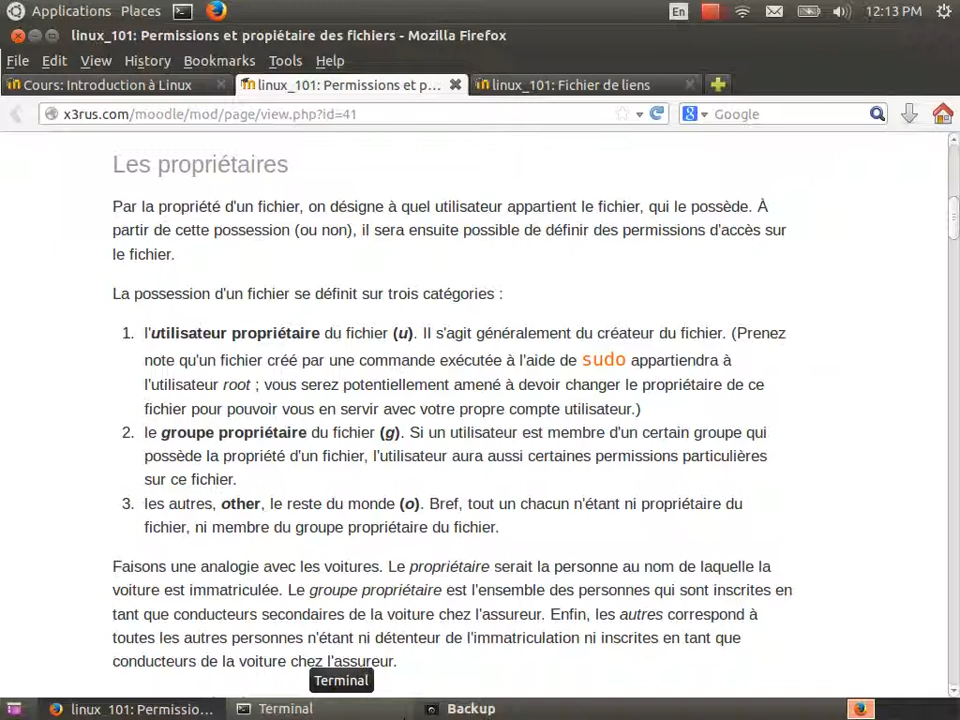 Applications Places En 12:13 PM
linux_101: Permissions et propiétaire des fichiers - Mozilla Firefox
File Edit View History Bookmarks Tools Help
Cours: Introduction à Linux linux_101: Permissions et p... linux_101: Fichier de liens
x3rus.com/moodle/mod/page/view.php?id=41 Google
Les propriétaires
Par la propriété d'un fichier, on désigne à quel utilisateur appartient le fichier, qui le possède. À
partir de cette possession (ou non), il sera ensuite possible de définir des permissions d'accès sur
le fichier.
La possession d'un fichier se définit sur trois catégories :
1. l'utilisateur propriétaire du fichier (u). Il s'agit généralement du créateur du fichier. (Prenez
note qu'un fichier créé par une commande exécutée à l'aide de sudo appartiendra à
l'utilisateur root ; vous serez potentiellement amené à devoir changer le propriétaire de ce
fichier pour pouvoir vous en servir avec votre propre compte utilisateur.)
2. le groupe propriétaire du fichier (g). Si un utilisateur est membre d'un certain groupe qui
possède la propriété d'un fichier, l'utilisateur aura aussi certaines permissions particulières
sur ce fichier.
3. les autres, other, le reste du monde (o). Bref, tout un chacun n'étant ni propriétaire du
fichier, ni membre du groupe propriétaire du fichier.
Faisons une analogie avec les voitures. Le propriétaire serait la personne au nom de laquelle la
voiture est immatriculée. Le groupe propriétaire est l'ensemble des personnes qui sont inscrites en
tant que conducteurs secondaires de la voiture chez l'assureur. Enfin, les autres correspond à
toutes les autres personnes n'étant ni détenteur de l'immatriculation ni inscrites en tant que
conducteurs de la voiture chez l'assureur.
Terminal
linux_101: Permissio... Terminal Backup